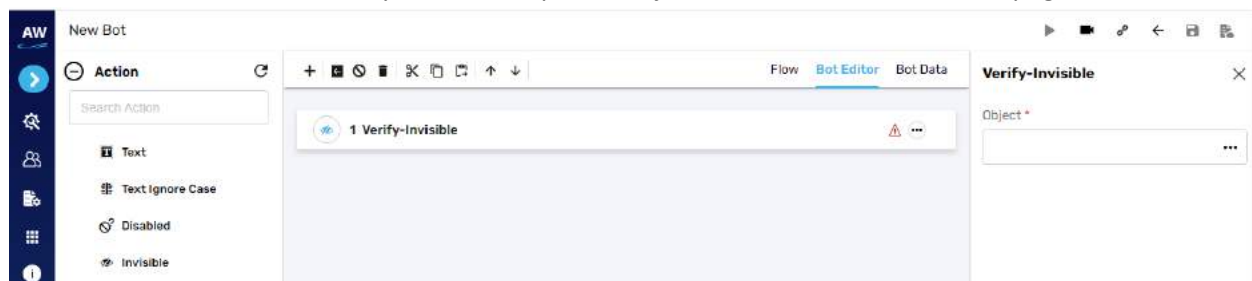 AW New Bot
Action
Flow Bot Editor Bot Data
Verify-Invisible
Search Action
Object *
1 Verify-Invisible
Text
Text Ignore Case
Disabled
Invisible